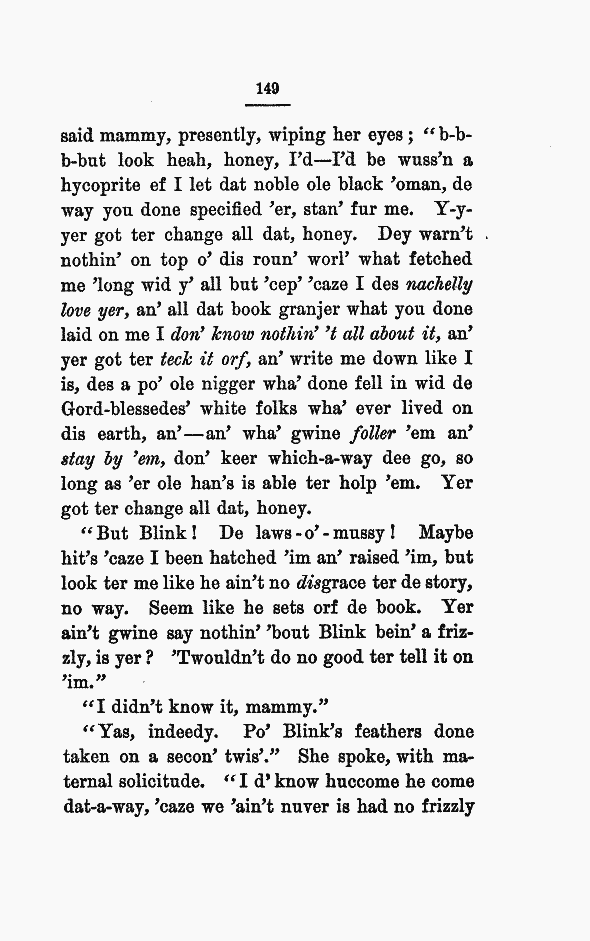 149
said mammy, presently, wiping her eyes; “b-b-
b-but look heah, honey, I’d—I’d be wuss’n a
hycoprite ef I let dat noble ole black ’oman, de
way you done specified ’er, stan’ fur me. Y-y-
yer got ter change all dat, honey. Dey warn’t
nothin’ on top o’ dis roun’ worl’ what fetched
me ’long wid y’ all but ’cep’ ’caze I des nachelly
love yer, an’ all dat book granjer what you done
laid on me I don’ know nothin’ ’t all about it, an’
yer got ter teck it orf, an’ write me down like I
is, des a po’ ole nigger wha’ done fell in wid de
Gord-blessedes’ white folks wha’ ever lived on
dis earth, an’—an’ wha’ gwine foller ’em an’
stay by ’em, don’ keer which-a-way dee go, so
long as ’er ole han’s is able ter holp ’em. Yer
got ter change all dat, honey.
“But Blink! De laws-o’-mussy! Maybe
hit’s ’caze I been hatched ’im an’ raised ’im, but
look ter me like he ain’t no disgrace ter de story,
no way. Seem like he sets orf de book. Yer
ain’t gwine say nothin’ ’bout Blink bein’ a friz-
zly, is yer? ’Twouldn’t do no good ter tell it on
’im.”
“I didn’t know it, mammy.”
“Yas, indeedy. Po’ Blink’s feathers done
taken on a secon’ twis’.” She spoke, with ma-
ternal solicitude. “I d’ know huccome he come
dat-a-way, ’caze we ’ain’t nuver is had no frizzly